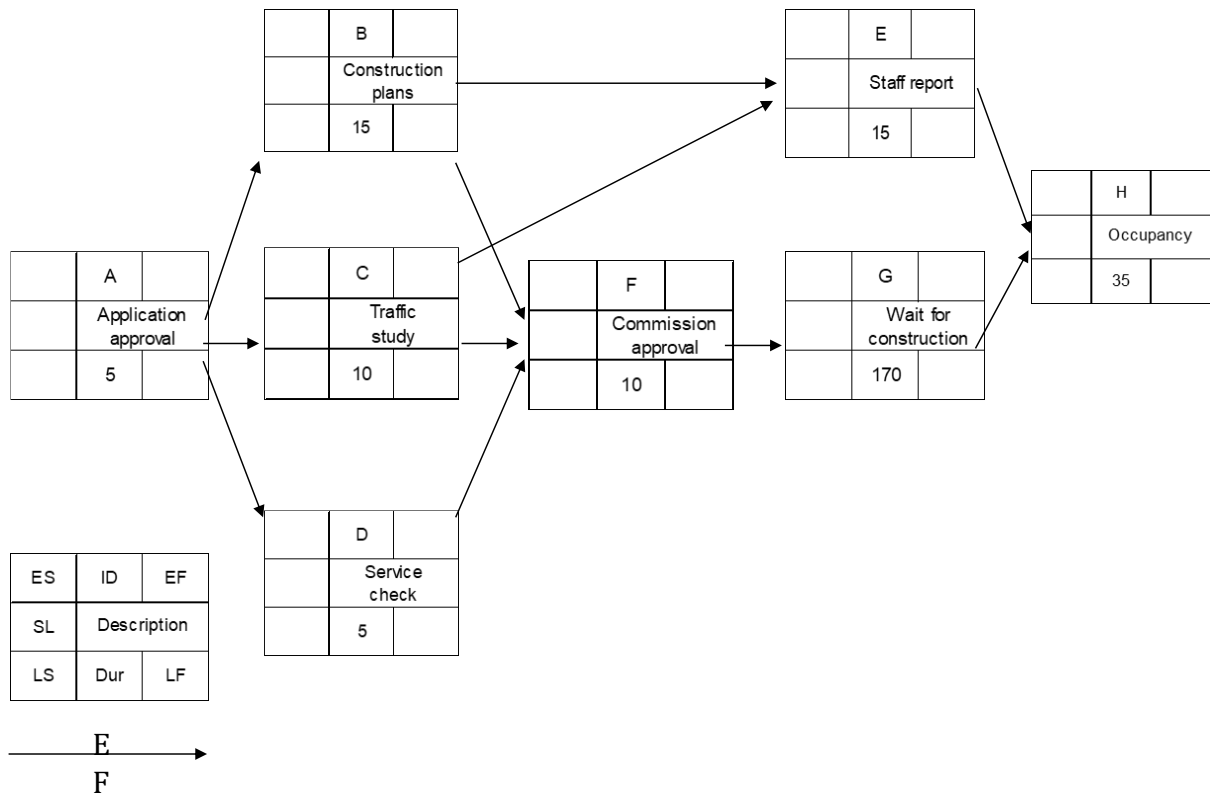 B
Construction
plans
15
E
Staff report
15
H
Occupancy
35
A
Application
approval
5
C
Traffic
study
10
F
Commission
approval
10
G
Wait for
construction
170
D
Service
check
5
ES ID EF
SL Description
LS Dur LF
E
F